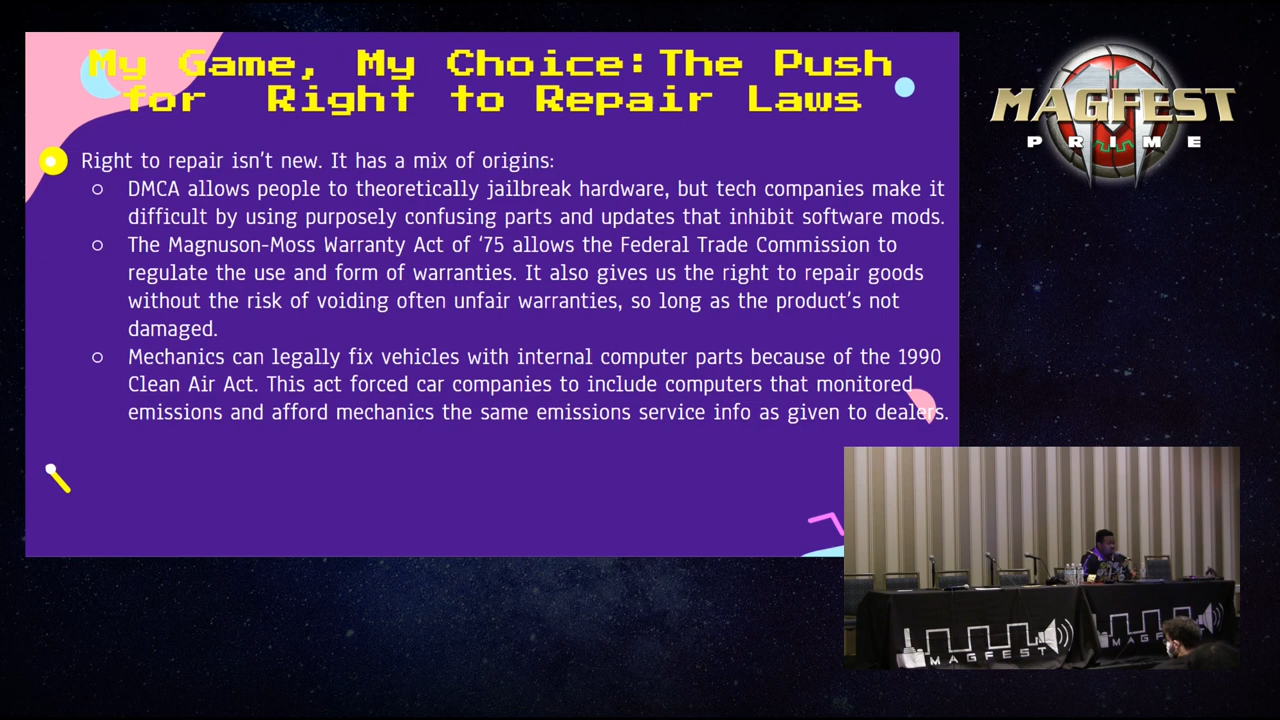 My Game, My Choice: The Push
for Right to Repair Laws
MAGFEST
PRIME
Right to repair isn't new. It has a mix of origins:
DMCA allows people to theoretically jailbreak hardware, but tech companies make it
difficult by using purposely confusing parts and updates that inhibit software mods.
The Magnuson-Moss Warranty Act of ‘75 allows the Federal Trade Commission to
regulate the use and form of warranties. It also gives us the right to repair goods
without the risk of voiding often unfair warranties, so long as the product's not
damaged.
Mechanics can legally fix vehicles with internal computer parts because of the 1990
Clean Air Act. This act forced car companies to include computers that monitored
emissions and afford mechanics the same emissions service info as given to dealers.
MAGFEST